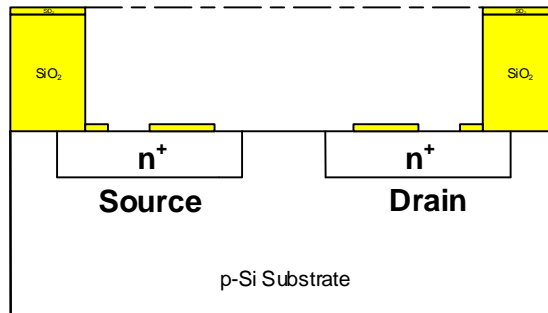 SiO₂ SiO₂
SiO₂ SiO₂
n⁺ n⁺
Source Drain
p-Si Substrate